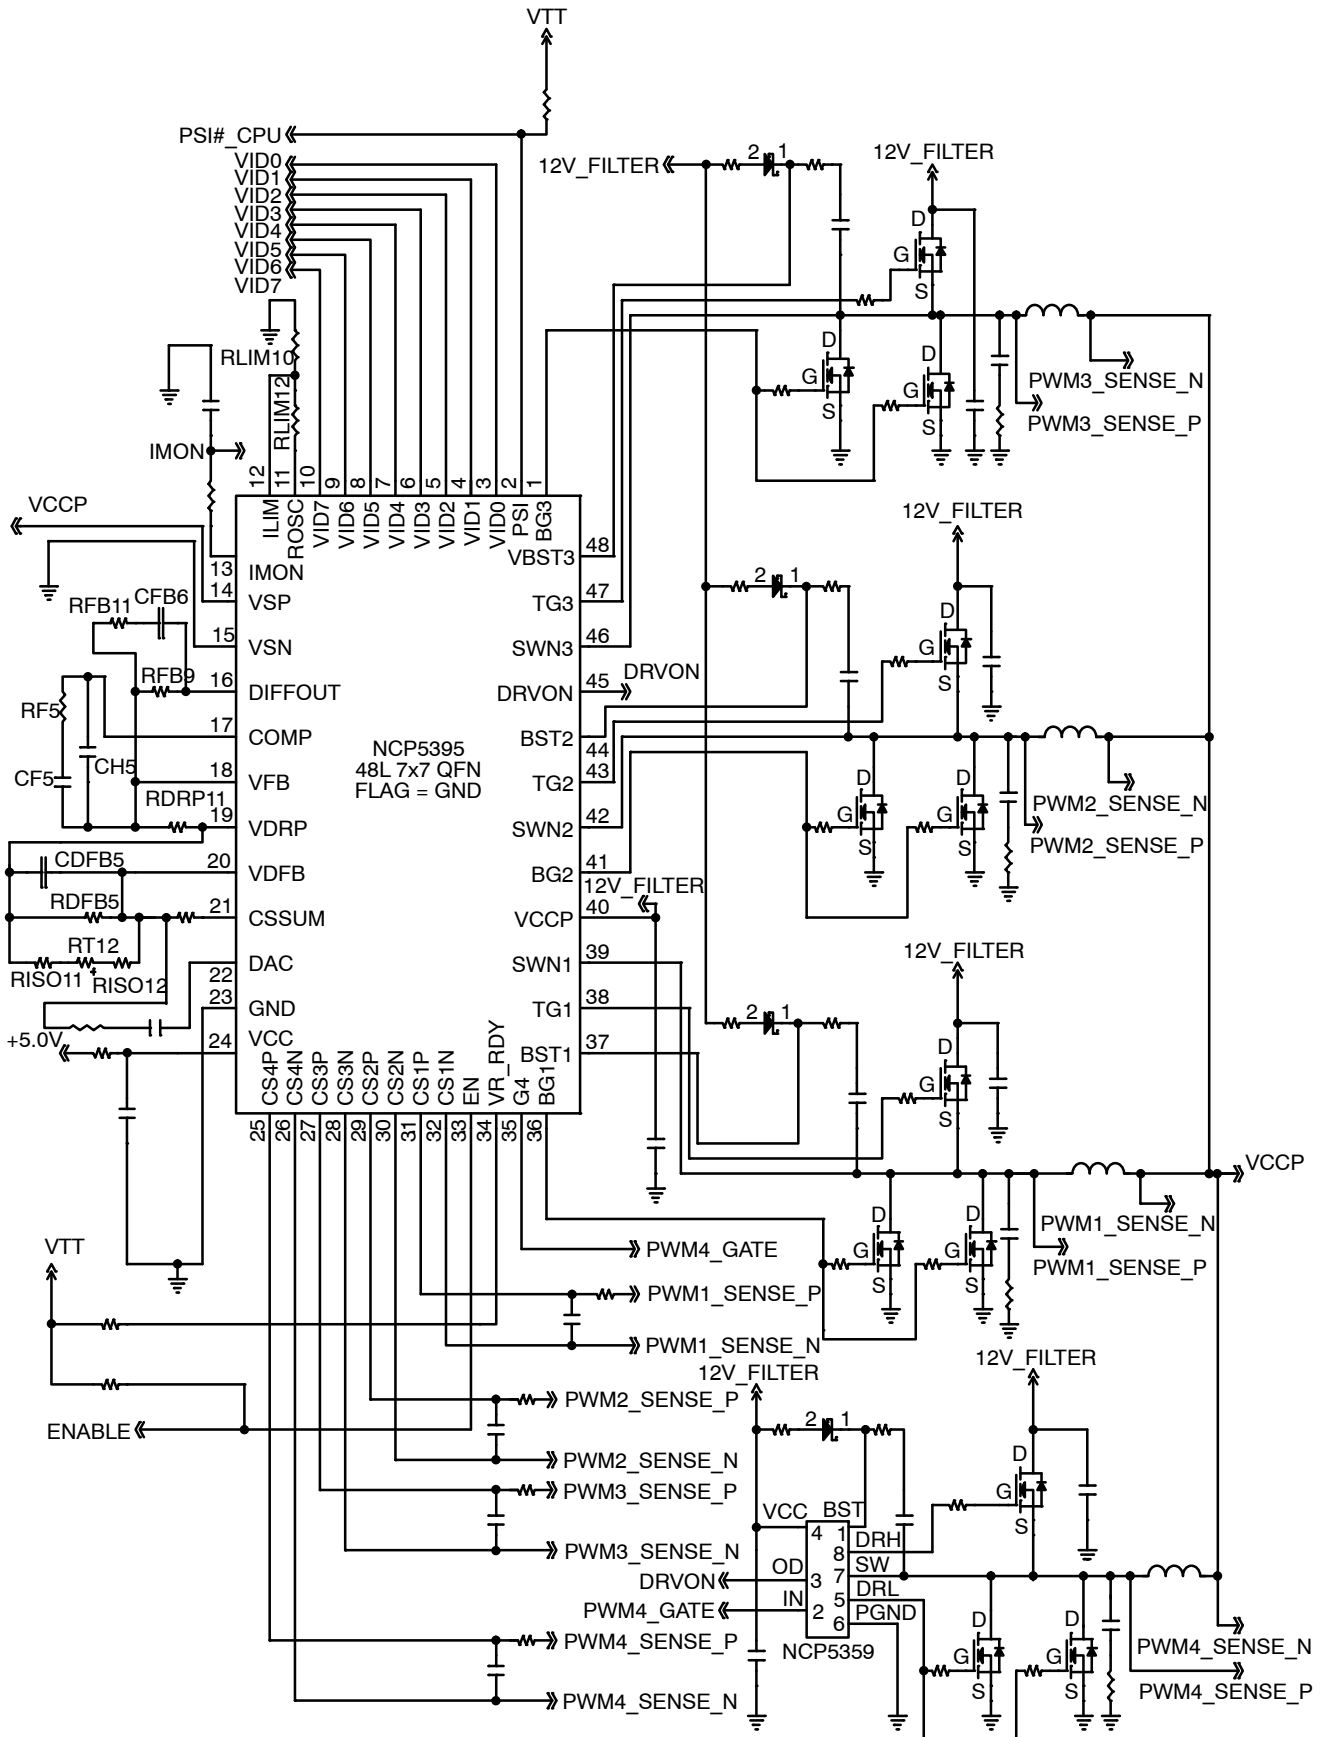 VTT
PSI#_CPU
VID0
VID1
VID2
VID3
VID4
VID5
VID6
VID7
12V_FILTER
2 1
12V_FILTER
D
G
S
D
G
S
D
G
S
PWM3_SENSE_N
PWM3_SENSE_P
RLIM10
RLIM12
IMON
12 11 10 9 8 7 6 5 4 3 2 1
ILIM ROSC VID7 VID6 VID5 VID4 VID3 VID2 VID1 VID0 PSI BG3
VCCP
13 IMON
14 VSP
15 VSN
16 DIFFOUT
17 COMP
18 VFB
19 VDRP
20 VDFB
21 CSSUM
22 DAC
23 GND
24 VCC
RFB11 CFB6
RFB9
RF5
CF5
CH5
RDRP11
CDFB5
RDFB5
RT12
RISO11 RISO12
+5.0V
NCP5395
48L 7x7 QFN
FLAG = GND
VBST3 48
TG3 47
SWN3 46
DRVON 45
DRVON
BST2 44
TG2 43
SWN2 42
BG2 41
12V_FILTER
VCCP 40
SWN1 39
TG1 38
BST1 37
CS4P CS4N CS3P CS3N CS2P CS2N CS1P CS1N EN VR_RDY G4 BG1
25 26 27 28 29 30 31 32 33 34 35 36
12V_FILTER
2 1
D
G
S
D
G
S
D
G
S
PWM2_SENSE_N
PWM2_SENSE_P
12V_FILTER
2 1
D
G
S
VCCP
D
G
S
D
G
S
PWM1_SENSE_N
PWM1_SENSE_P
VTT
PWM4_GATE
PWM1_SENSE_P
PWM1_SENSE_N
12V_FILTER
PWM2_SENSE_P
ENABLE
PWM2_SENSE_N
PWM3_SENSE_P
PWM3_SENSE_N
DRVON
PWM4_GATE
PWM4_SENSE_P
PWM4_SENSE_N
2 1
12V_FILTER
D
G
S
VCC 4
OD 3
IN 2
1 BST
8 DRH
7 SW
5 DRL
6 PGND
NCP5359
D
G
S
D
G
S
PWM4_SENSE_N
PWM4_SENSE_P